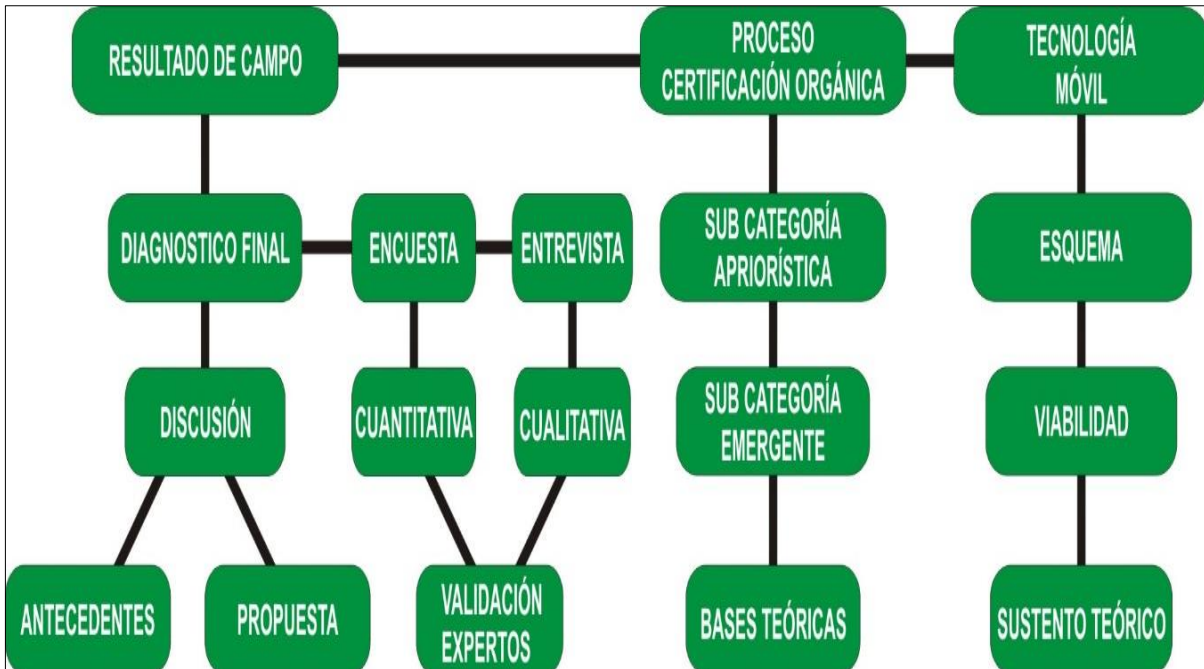 RESULTADO DE CAMPO
PROCESO
CERTIFICACIÓN ORGÁNICA
TECNOLOGÍA
MÓVIL
DIAGNOSTICO FINAL
ENCUESTA
ENTREVISTA
SUB CATEGORÍA
APRIORÍSTICA
ESQUEMA
DISCUSIÓN
CUANTITATIVA
CUALITATIVA
SUB CATEGORÍA
EMERGENTE
VIABILIDAD
ANTECEDENTES
PROPUESTA
VALIDACIÓN
EXPERTOS
BASES TEÓRICAS
SUSTENTO TEÓRICO